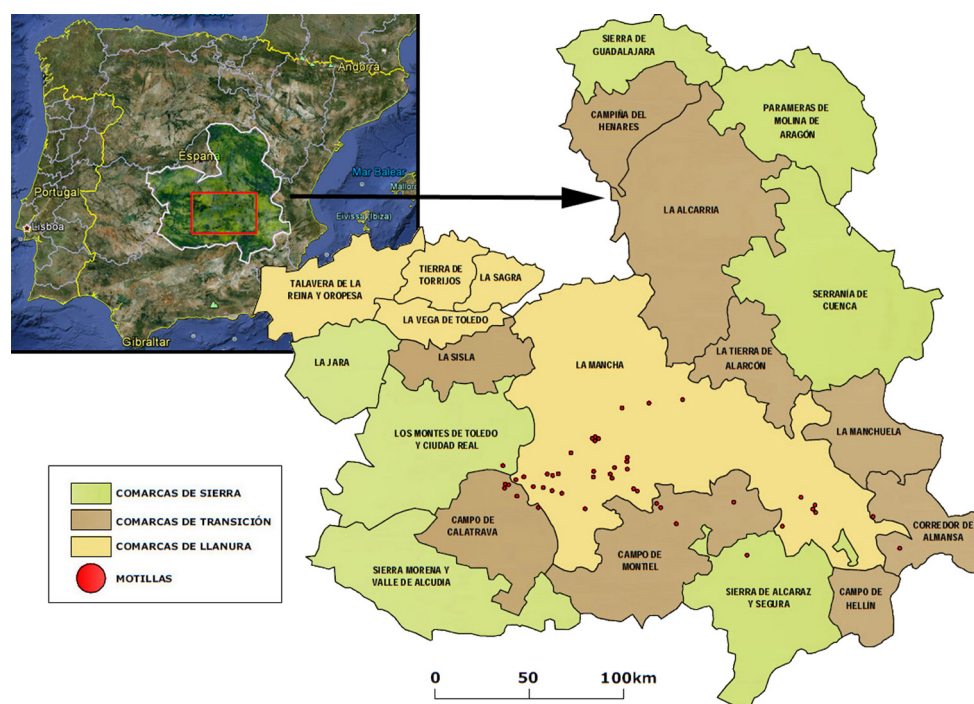 Andorra
España
Portugal
Lisboa
Mar Balear
Eivissa (Ibiza)
Gibraltar
SIERRA DE
GUADALAJARA
CAMPIÑA DEL
HENARES
PARAMERAS DE
MOLINA DE
ARAGÓN
LA ALCARRIA
TALAVERA DE LA
REINA Y OROPESA
TIERRA DE
TORRIJOS
LA SAGRA
SERRANÍA DE
CUENCA
LA VEGA DE TOLEDO
LA JARA
LA SISLA
LA MANCHA
LA TIERRA DE
ALARCÓN
LOS MONTES DE TOLEDO
Y CIUDAD REAL
LA MANCHUELA
CAMPO DE
CALATRAVA
CORREDOR DE
ALMANSA
SIERRA MORENA Y
VALLE DE ALCUDIA
CAMPO DE
MONTIEL
SIERRA DE ALCARAZ
Y SEGURA
CAMPO DE
HELLÍN
COMARCAS DE SIERRA
COMARCAS DE TRANSICIÓN
COMARCAS DE LLANURA
MOTILLAS
0 50 100km